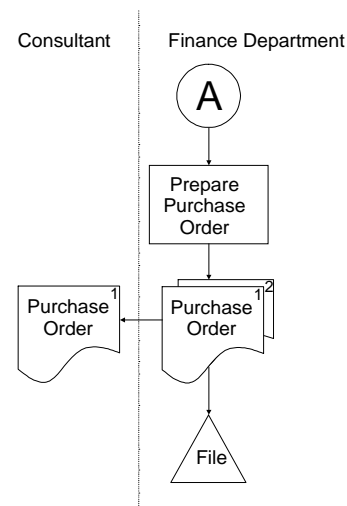 Consultant
Finance Department
A
Prepare
Purchase
Order
2
1
Purchase
Order
1
Purchase
Order
File